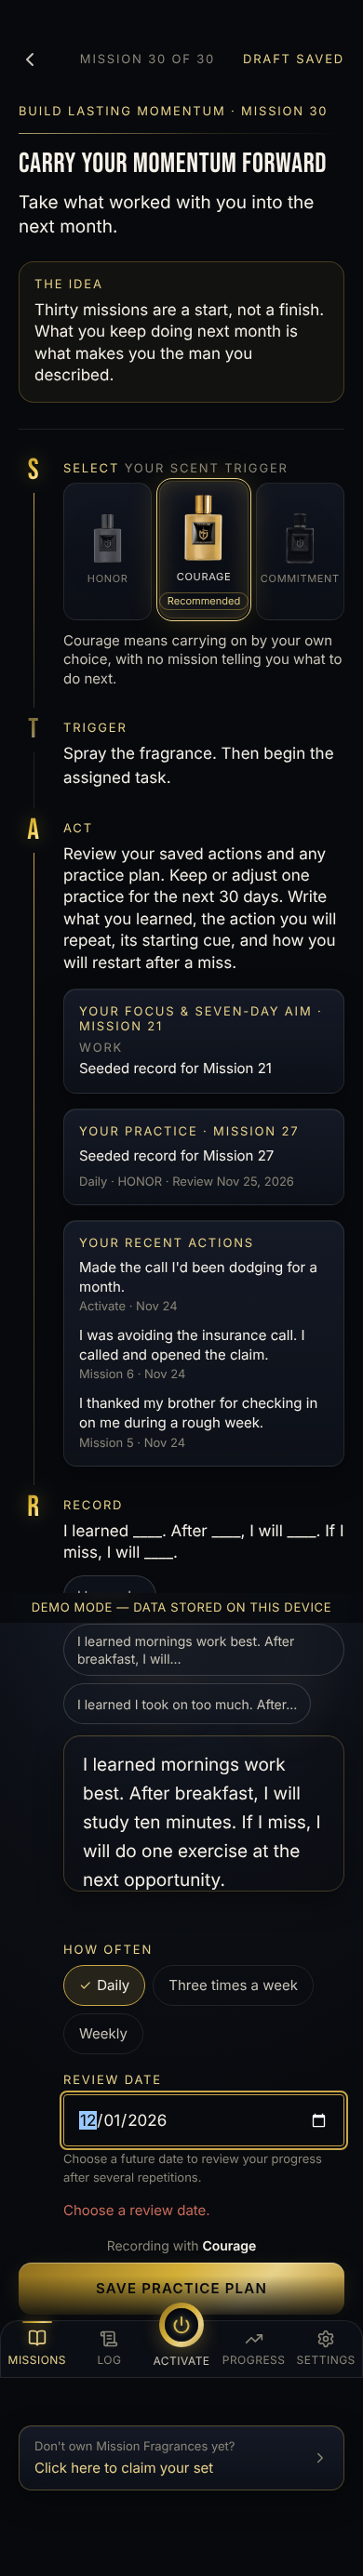 MISSION 30 OF 30
DRAFT SAVED
BUILD LASTING MOMENTUM · MISSION 30
CARRY YOUR MOMENTUM FORWARD
Take what worked with you into the
next month.
THE IDEA
Thirty missions are a start, not a finish.
What you keep doing next month is
what makes you the man you
described.
S
SELECT YOUR SCENT TRIGGER
HONOR
COURAGE
Recommended
COMMITMENT
Courage means carrying on by your own
choice, with no mission telling you what to
do next.
T
TRIGGER
Spray the fragrance. Then begin the
assigned task.
A
ACT
Review your saved actions and any
practice plan. Keep or adjust one
practice for the next 30 days. Write
what you learned, the action you will
repeat, its starting cue, and how you
will restart after a miss.
YOUR FOCUS & SEVEN-DAY AIM ·
MISSION 21
WORK
Seeded record for Mission 21
YOUR PRACTICE · MISSION 27
Seeded record for Mission 27
Daily · HONOR · Review Nov 25, 2026
YOUR RECENT ACTIONS
Made the call I'd been dodging for a
month.
Activate · Nov 24
I was avoiding the insurance call. I
called and opened the claim.
Mission 6 · Nov 24
I thanked my brother for checking in
on me during a rough week.
Mission 5 · Nov 24
R
RECORD
I learned ____. After ____, I will ____. If I
miss, I will ____.
DEMO MODE — DATA STORED ON THIS DEVICE
I learned mornings work best. After
breakfast, I will...
I learned I took on too much. After...
I learned mornings work
best. After breakfast, I will
study ten minutes. If I miss, I
will do one exercise at the
next opportunity.
HOW OFTEN
✓ Daily
Three times a week
Weekly
REVIEW DATE
12/01/2026
Choose a future date to review your progress
after several repetitions.
Choose a review date.
Recording with Courage
SAVE PRACTICE PLAN
MISSIONS
LOG
ACTIVATE
PROGRESS
SETTINGS
Don't own Mission Fragrances yet?
Click here to claim your set